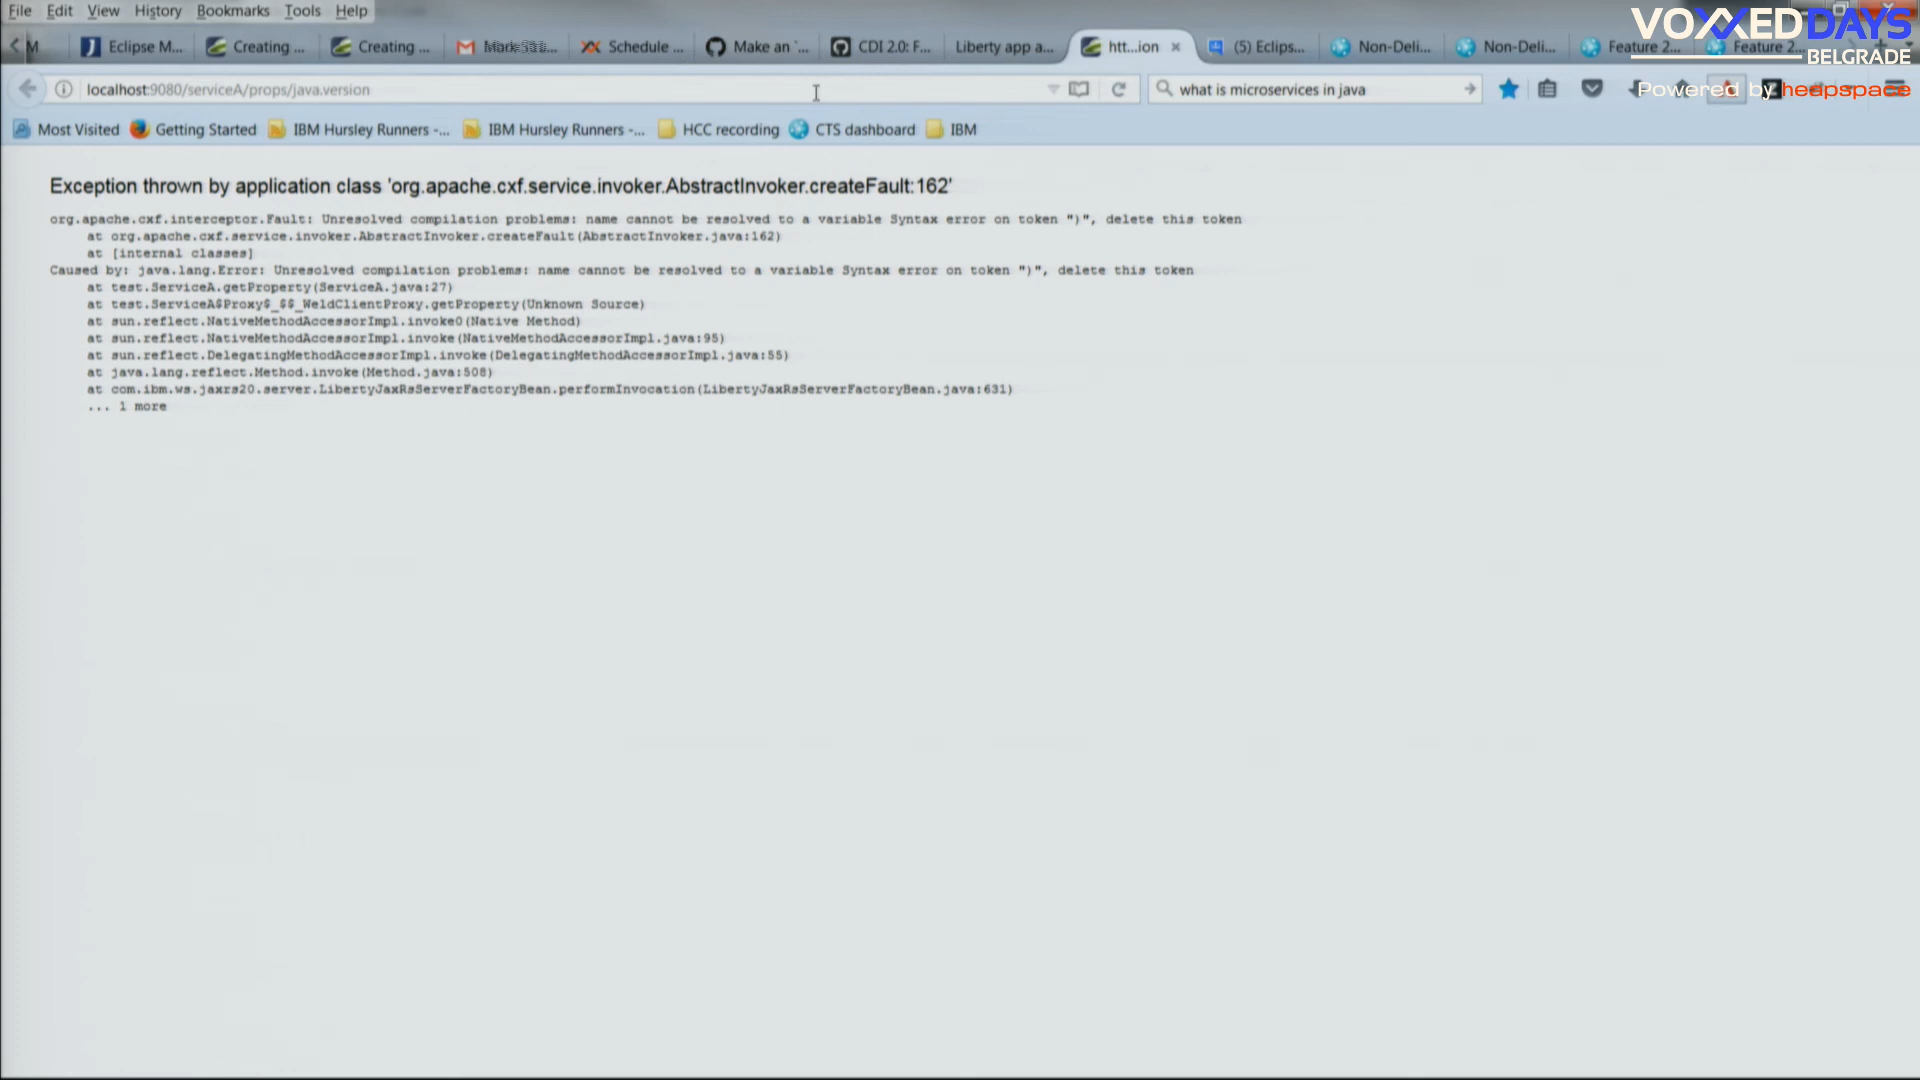 File Edit View History Bookmarks Tools Help
VOXXEDDAYS
BELGRADE
M Eclipse M... Creating ... Creating ... Schedule ... Make an `... CDI 2.0: F... Liberty app a... htt...ion × (5) Eclips... Non-Deli... Non-Deli... Feature 2... Feature 2...
localhost:9080/serviceA/props/java.version
what is microservices in java
Powered by heapspace
Most Visited Getting Started IBM Hursley Runners -... IBM Hursley Runners -... HCC recording CTS dashboard IBM
Exception thrown by application class 'org.apache.cxf.service.invoker.AbstractInvoker.createFault:162'
org.apache.cxf.interceptor.Fault: Unresolved compilation problems: name cannot be resolved to a variable Syntax error on token ")", delete this token
at org.apache.cxf.service.invoker.AbstractInvoker.createFault(AbstractInvoker.java:162)
at [internal classes]
Caused by: java.lang.Error: Unresolved compilation problems: name cannot be resolved to a variable Syntax error on token ")", delete this token
at test.ServiceA.getProperty(ServiceA.java:27)
at test.ServiceA$Proxy$_$$_WeldClientProxy.getProperty(Unknown Source)
at sun.reflect.NativeMethodAccessorImpl.invoke0(Native Method)
at sun.reflect.NativeMethodAccessorImpl.invoke(NativeMethodAccessorImpl.java:95)
at sun.reflect.DelegatingMethodAccessorImpl.invoke(DelegatingMethodAccessorImpl.java:55)
at java.lang.reflect.Method.invoke(Method.java:508)
at com.ibm.ws.jaxrs20.server.LibertyJaxRsServerFactoryBean.performInvocation(LibertyJaxRsServerFactoryBean.java:631)
... 1 more